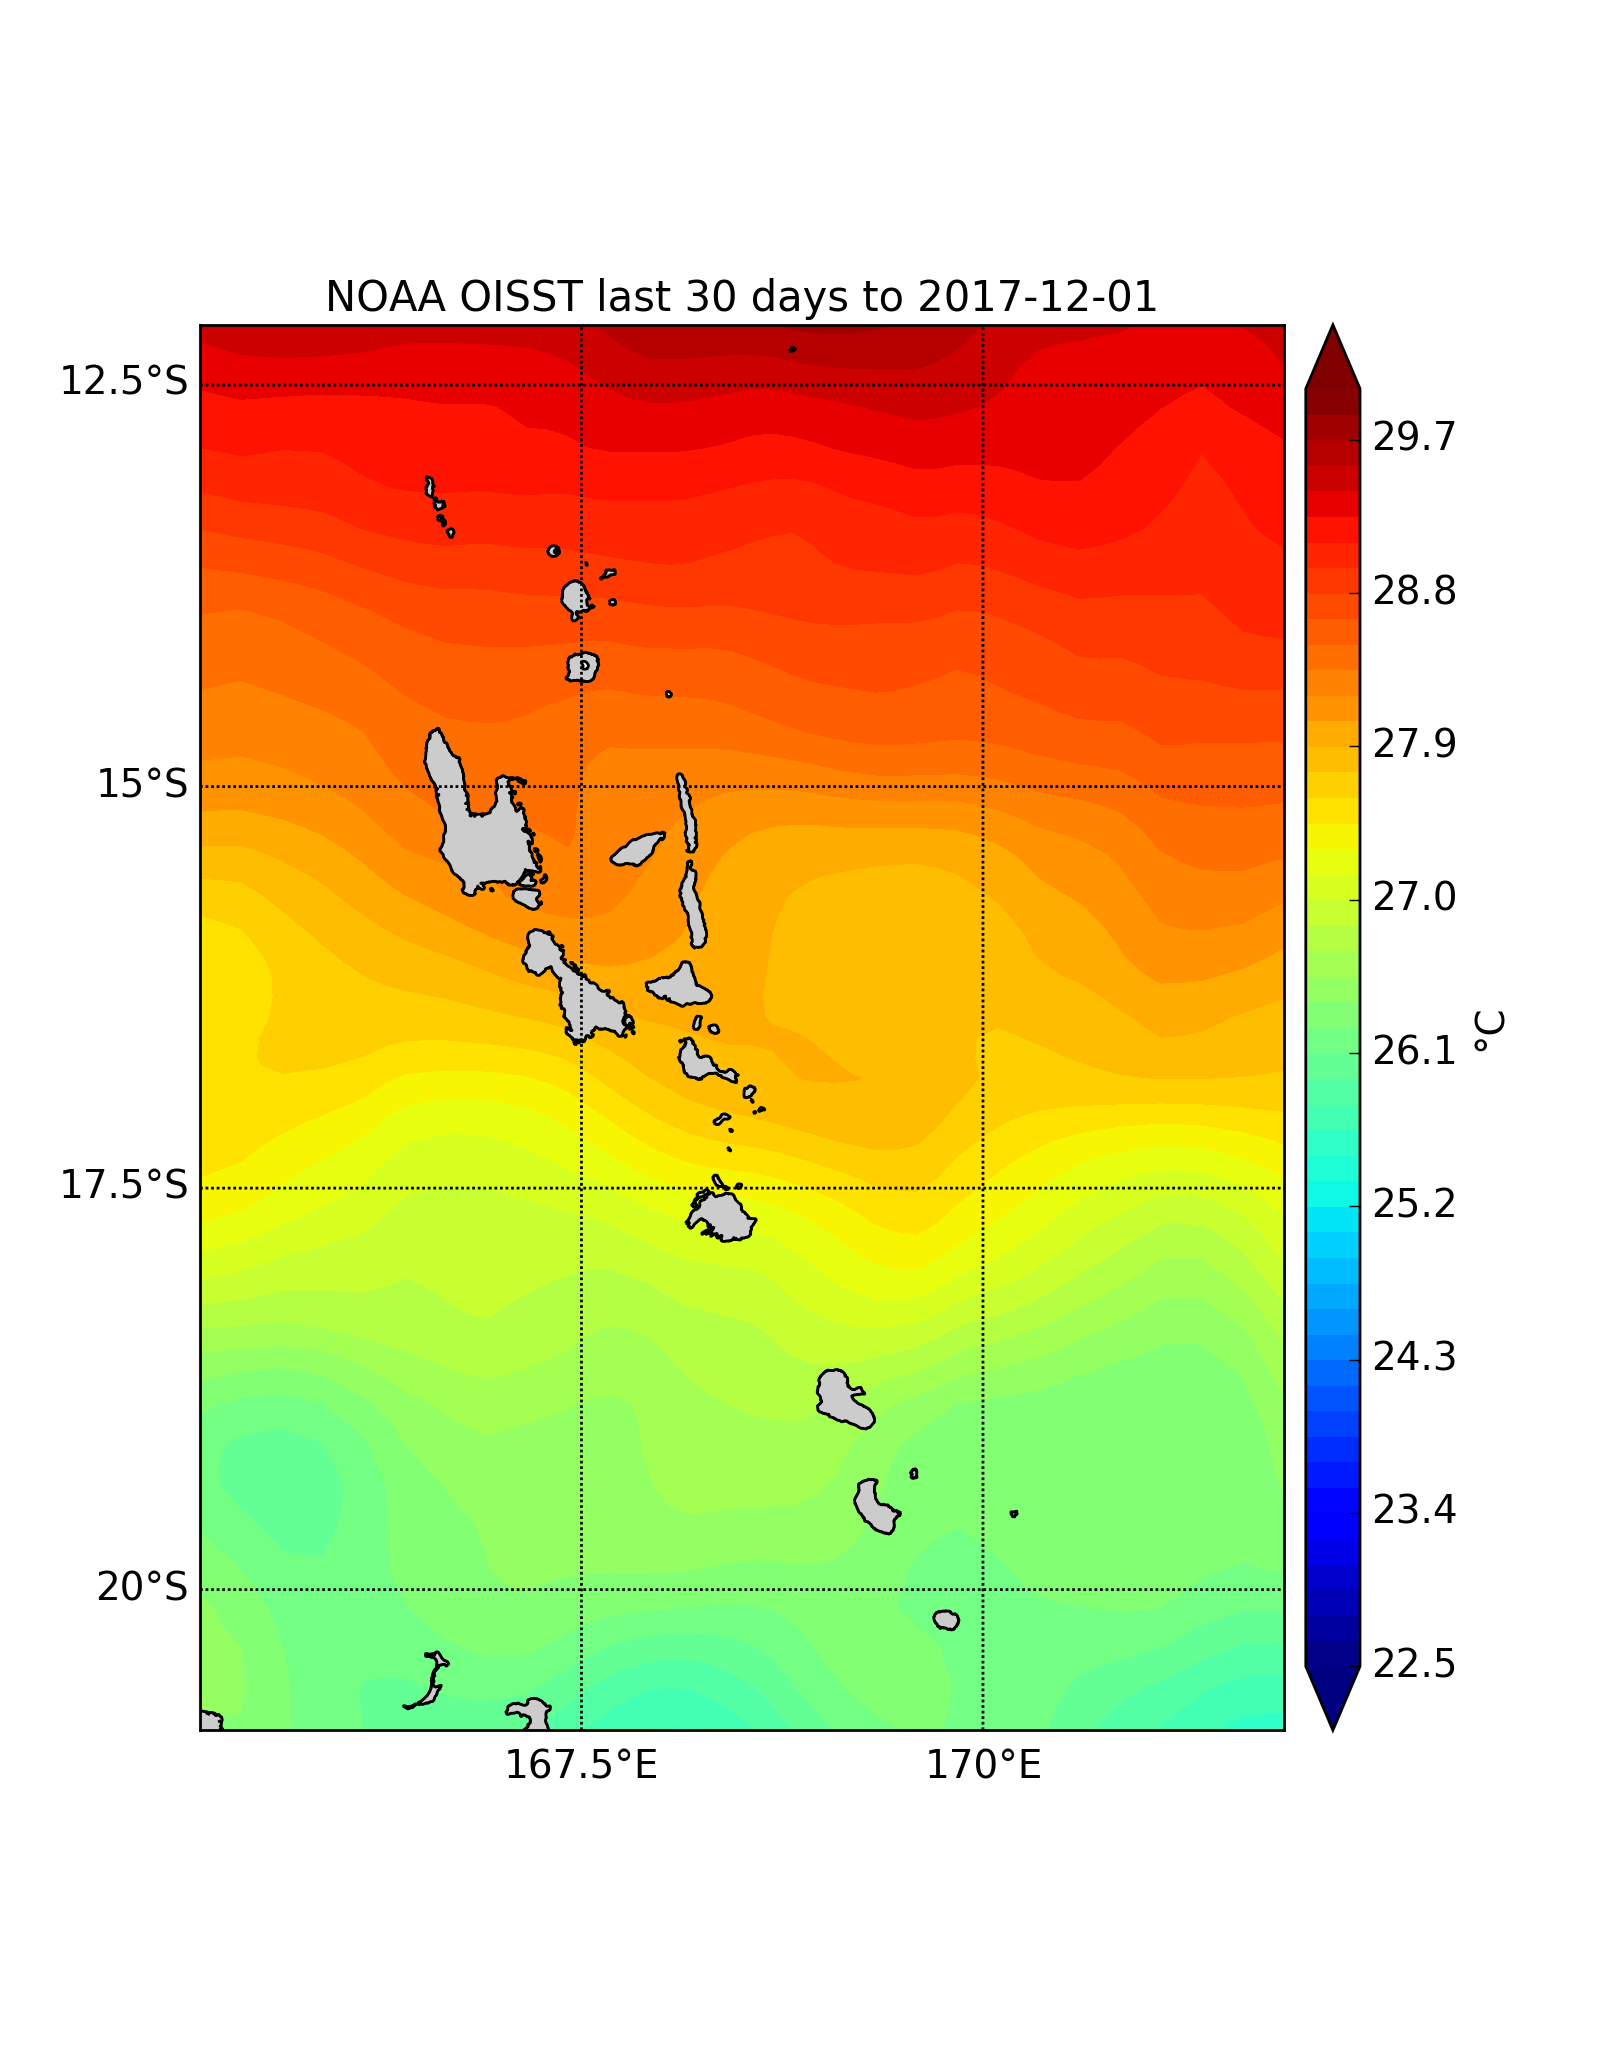 NOAA OISST last 30 days to 2017-12-01
12.5°S
15°S
17.5°S
20°S
167.5°E
170°E
29.7
28.8
27.9
27.0
26.1
25.2
24.3
23.4
22.5
°C